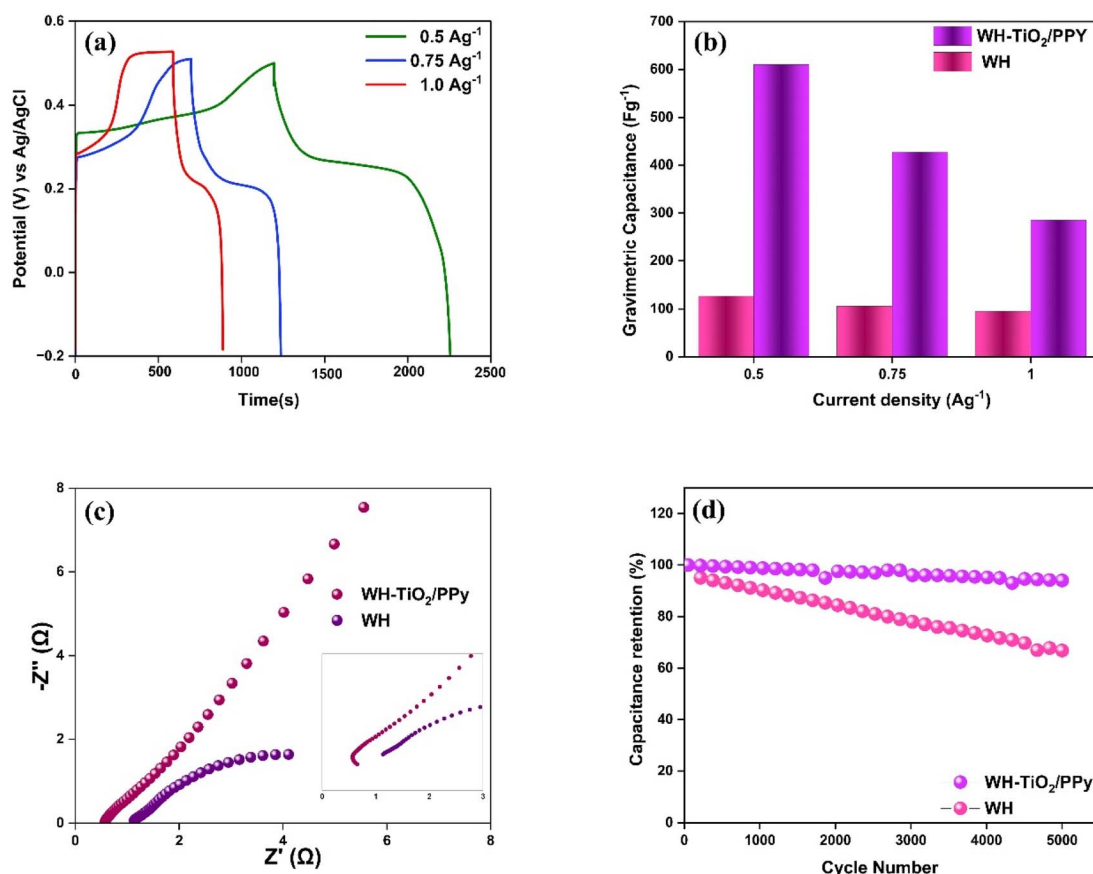 (a)
0.5 Ag⁻¹
0.75 Ag⁻¹
1.0 Ag⁻¹
0.6
0.4
0.2
0.0
−0.2
Potential (V) vs Ag/AgCl
0 500 1000 1500 2000 2500
Time(s)
(b)
WH-TiO₂/PPY
WH
700
600
500
400
300
200
100
0
Gravimetric Capacitance (Fg⁻¹)
0.5 0.75 1
Current density (Ag⁻¹)
(c)
WH-TiO₂/PPy
WH
8
6
4
2
0
-Z'' (Ω)
0 1 2 3
0 2 4 6 8
Z' (Ω)
(d)
120
100
80
60
40
20
0
Capacitance retention (%)
WH-TiO₂/PPy
WH
0 1000 2000 3000 4000 5000
Cycle Number